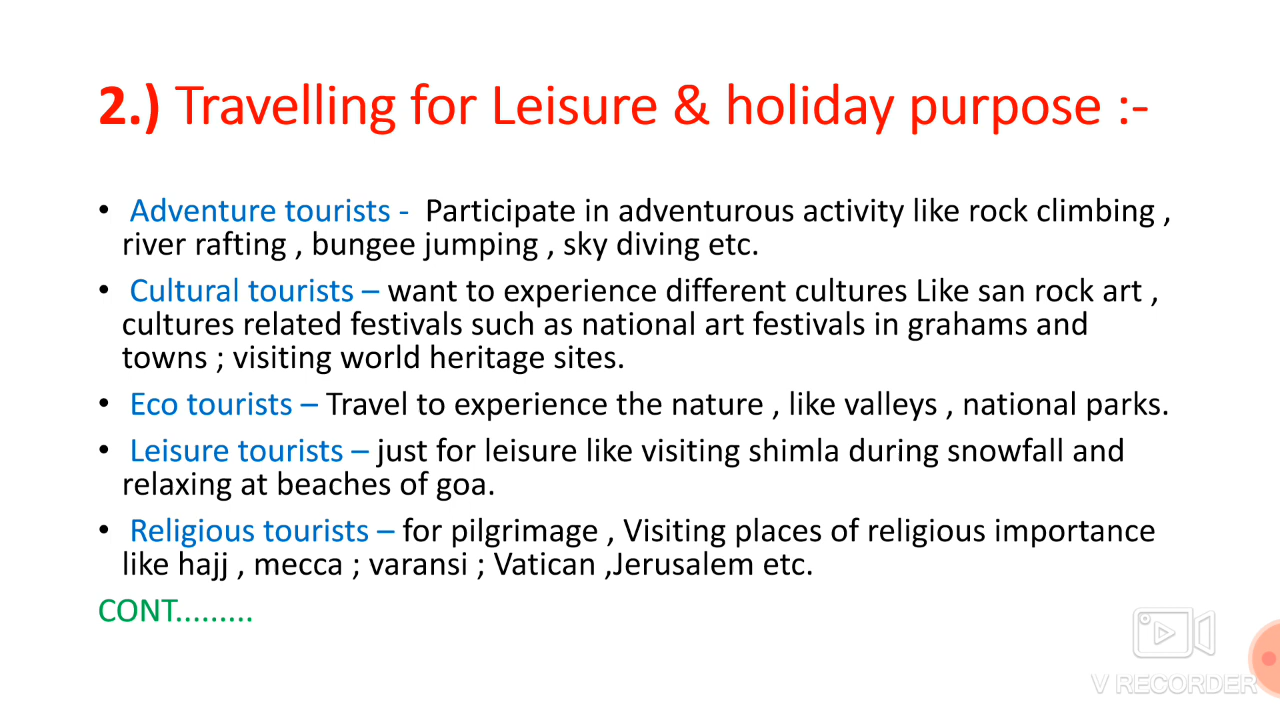 2.) Travelling for Leisure & holiday purpose :-
• Adventure tourists - Participate in adventurous activity like rock climbing ,
river rafting , bungee jumping , sky diving etc.
• Cultural tourists – want to experience different cultures Like san rock art ,
cultures related festivals such as national art festivals in grahams and
towns ; visiting world heritage sites.
• Eco tourists – Travel to experience the nature , like valleys , national parks.
• Leisure tourists – just for leisure like visiting shimla during snowfall and
relaxing at beaches of goa.
• Religious tourists – for pilgrimage , Visiting places of religious importance
like hajj , mecca ; varansi ; Vatican ,Jerusalem etc.
CONT.........
V RECORDER